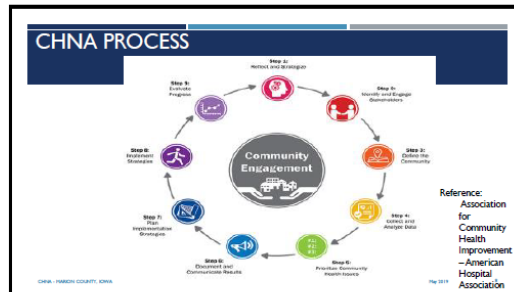 CHNA PROCESS
Step 1:
Reflect and Strategize
Step 2:
Identify and Engage
Stakeholders
Step 3:
Define the
Community
Step 4:
Collect and
Analyze Data
Step 5:
Prioritize Community
Health Issues
Step 6:
Document and
Communicate Results
Step 7:
Plan
Implementation
Strategies
Step 8:
Implement
Strategies
Step 9:
Evaluate
Progress
Community
Engagement
Reference:
Association
for
Community
Health
Improvement
– American
Hospital
Association
CHNA - MARION COUNTY, IOWA
May 2019